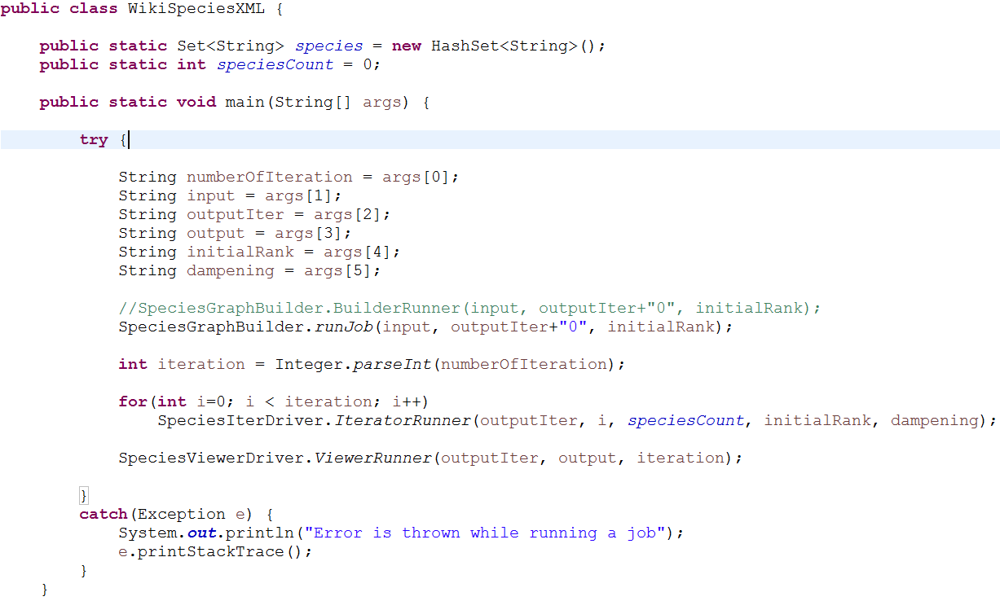 public class WikiSpeciesXML {
public static Set<String> species = new HashSet<String>();
public static int speciesCount = 0;
public static void main(String[] args) {
try {
String numberOfIteration = args[0];
String input = args[1];
String outputIter = args[2];
String output = args[3];
String initialRank = args[4];
String dampening = args[5];
//SpeciesGraphBuilder.BuilderRunner(input, outputIter+"0", initialRank);
SpeciesGraphBuilder.runJob(input, outputIter+"0", initialRank);
int iteration = Integer.parseInt(numberOfIteration);
for(int i=0; i < iteration; i++)
SpeciesIterDriver.IteratorRunner(outputIter, i, speciesCount, initialRank, dampening);
SpeciesViewerDriver.ViewerRunner(outputIter, output, iteration);
}
catch(Exception e) {
System.out.println("Error is thrown while running a job");
e.printStackTrace();
}
}